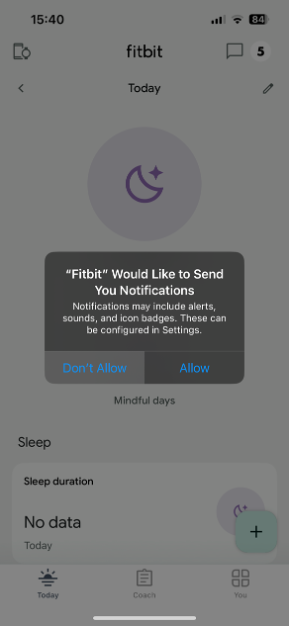 15:40
84
fitbit
5
Today
“Fitbit” Would Like to Send
You Notifications
Notifications may include alerts,
sounds, and icon badges. These can
be configured in Settings.
Don't Allow
Allow
Mindful days
Sleep
Sleep duration
No data
Today
+
Today
Coach
You